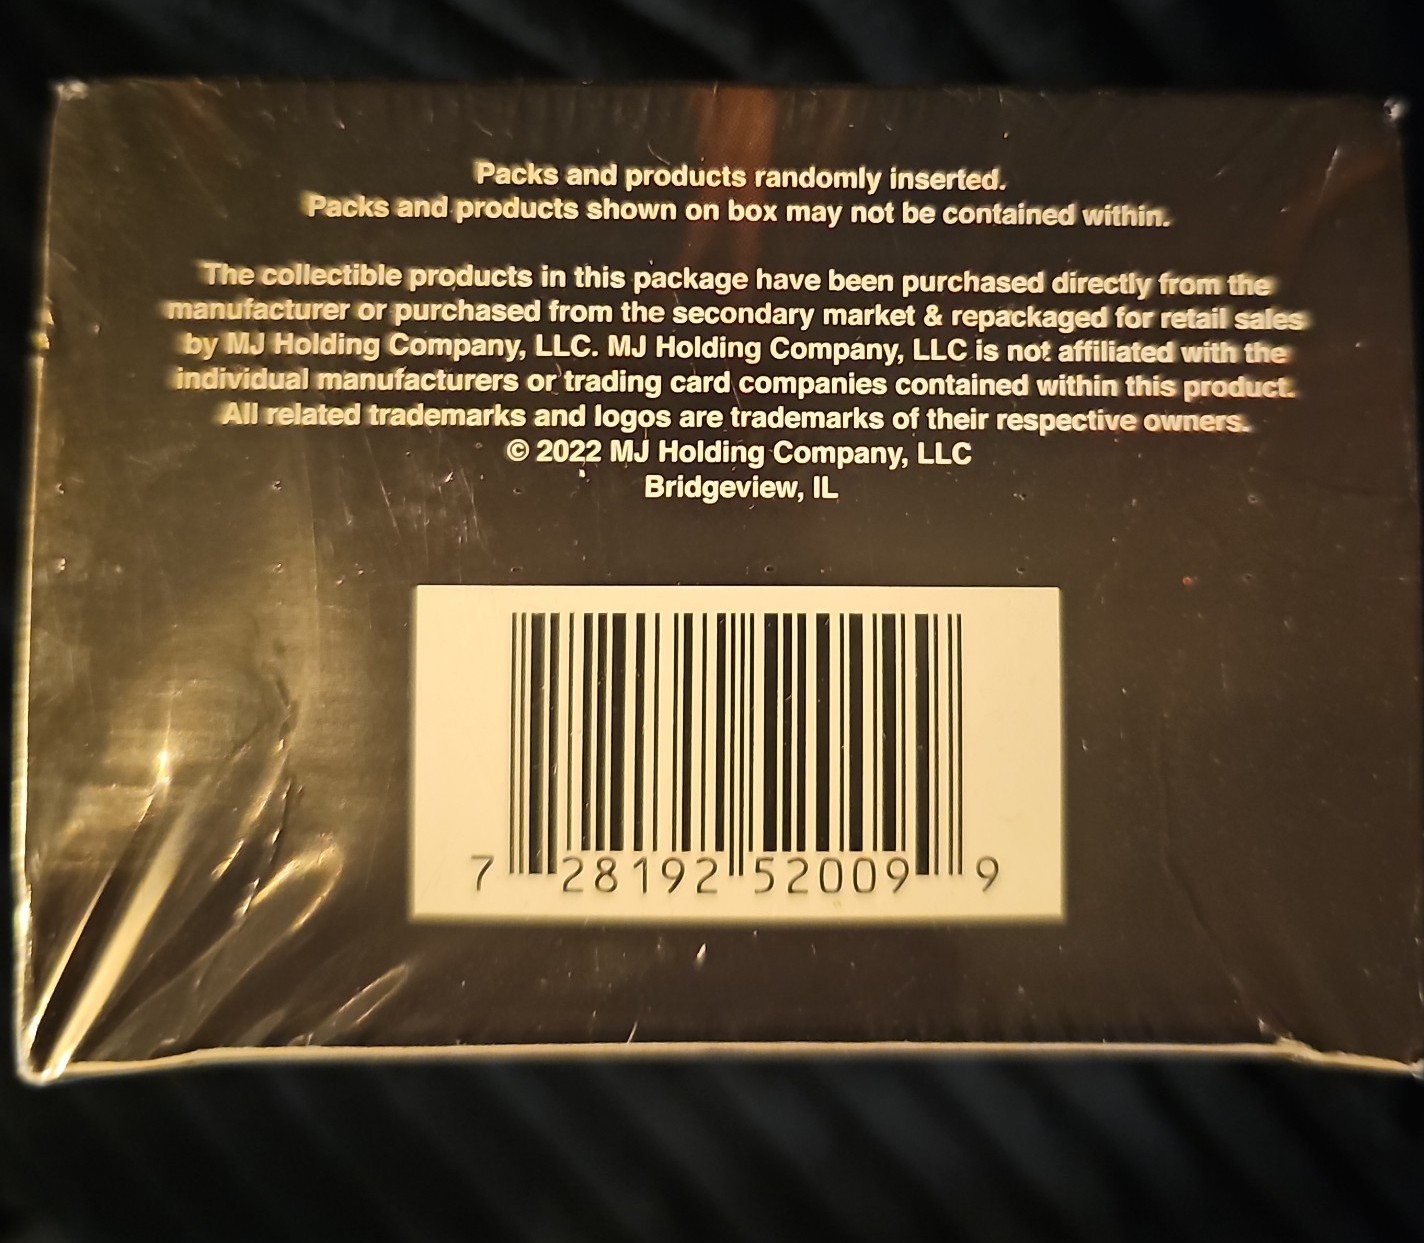 Packs and products randomly inserted.
Packs and products shown on box may not be contained within.
The collectible products in this package have been purchased directly from the
manufacturer or purchased from the secondary market & repackaged for retail sales
by MJ Holding Company, LLC. MJ Holding Company, LLC is not affiliated with the
individual manufacturers or trading card companies contained within this product.
All related trademarks and logos are trademarks of their respective owners.
© 2022 MJ Holding Company, LLC
Bridgeview, IL
7 28192 52009 9